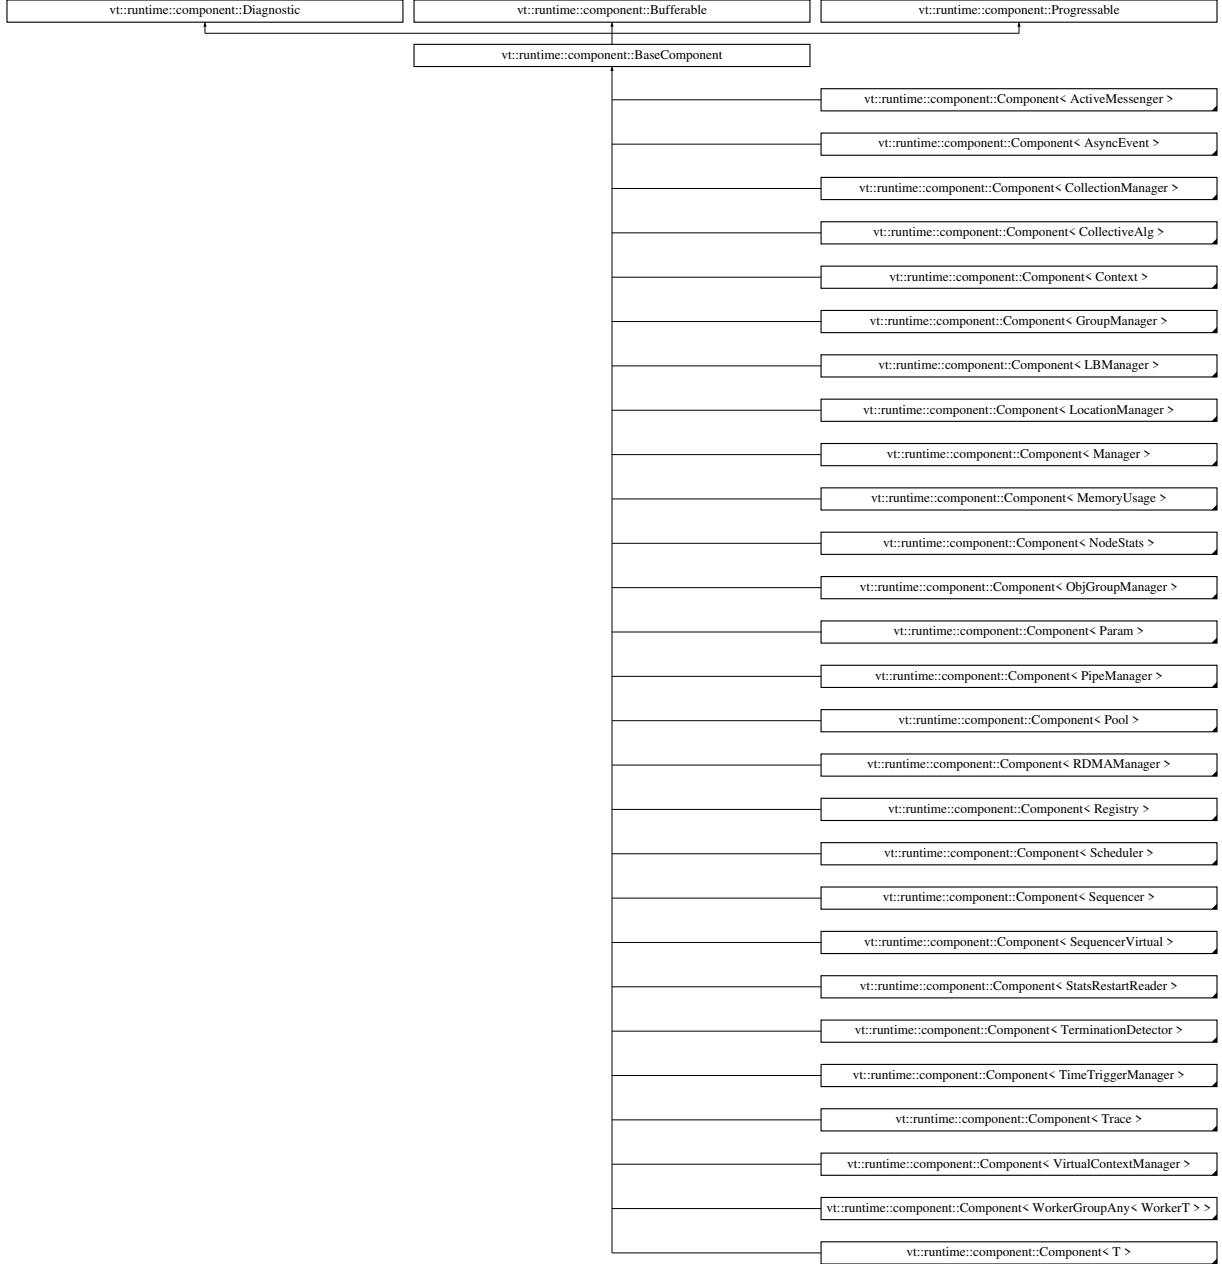 vt::runtime::component::Diagnostic
vt::runtime::component::Bufferable
vt::runtime::component::Progressable
vt::runtime::component::BaseComponent
vt::runtime::component::Component< ActiveMessenger >
vt::runtime::component::Component< AsyncEvent >
vt::runtime::component::Component< CollectionManager >
vt::runtime::component::Component< CollectiveAlg >
vt::runtime::component::Component< Context >
vt::runtime::component::Component< GroupManager >
vt::runtime::component::Component< LBManager >
vt::runtime::component::Component< LocationManager >
vt::runtime::component::Component< Manager >
vt::runtime::component::Component< MemoryUsage >
vt::runtime::component::Component< NodeStats >
vt::runtime::component::Component< ObjGroupManager >
vt::runtime::component::Component< Param >
vt::runtime::component::Component< PipeManager >
vt::runtime::component::Component< Pool >
vt::runtime::component::Component< RDMAManager >
vt::runtime::component::Component< Registry >
vt::runtime::component::Component< Scheduler >
vt::runtime::component::Component< Sequencer >
vt::runtime::component::Component< SequencerVirtual >
vt::runtime::component::Component< StatsRestartReader >
vt::runtime::component::Component< TerminationDetector >
vt::runtime::component::Component< TimeTriggerManager >
vt::runtime::component::Component< Trace >
vt::runtime::component::Component< VirtualContextManager >
vt::runtime::component::Component< WorkerGroupAny< WorkerT > >
vt::runtime::component::Component< T >